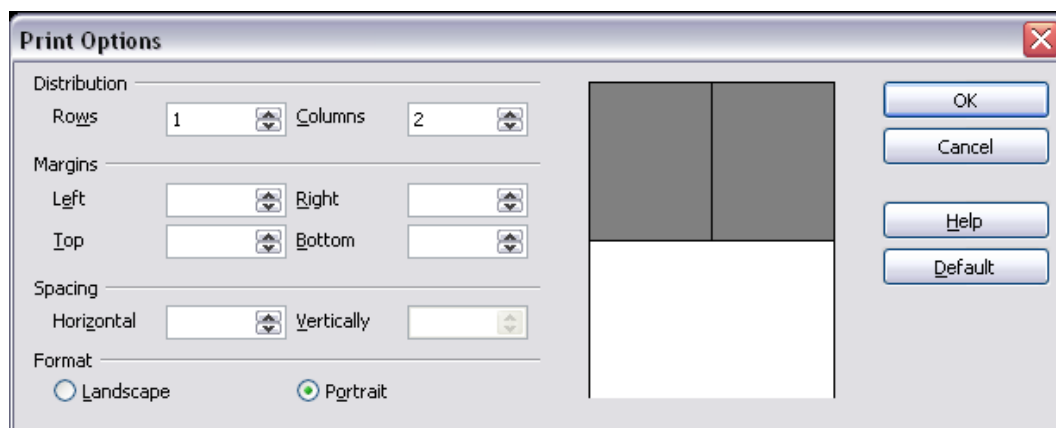 Print Options
Distribution
Rows 1 Columns 2
OK
Cancel
Margins
Left Right
Top Bottom
Help
Default
Spacing
Horizontal Vertically
Format
Landscape Portrait